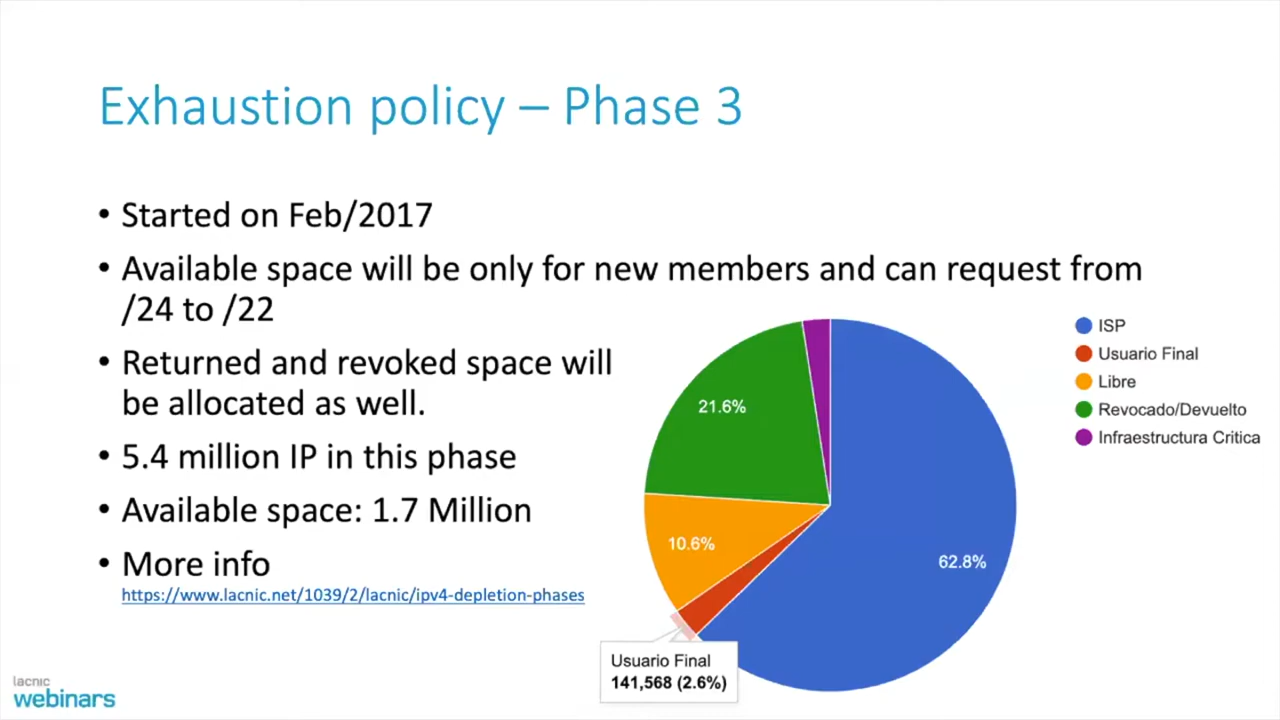 Exhaustion policy – Phase 3
• Started on Feb/2017
• Available space will be only for new members and can request from
/24 to /22
• Returned and revoked space will
be allocated as well.
• 5.4 million IP in this phase
• Available space: 1.7 Million
• More info
https://www.lacnic.net/1039/2/lacnic/ipv4-depletion-phases
ISP
Usuario Final
Libre
Revocado/Devuelto
Infraestructura Critica
21.6%
10.6%
62.8%
Usuario Final
141,568 (2.6%)
lacnic
webinars